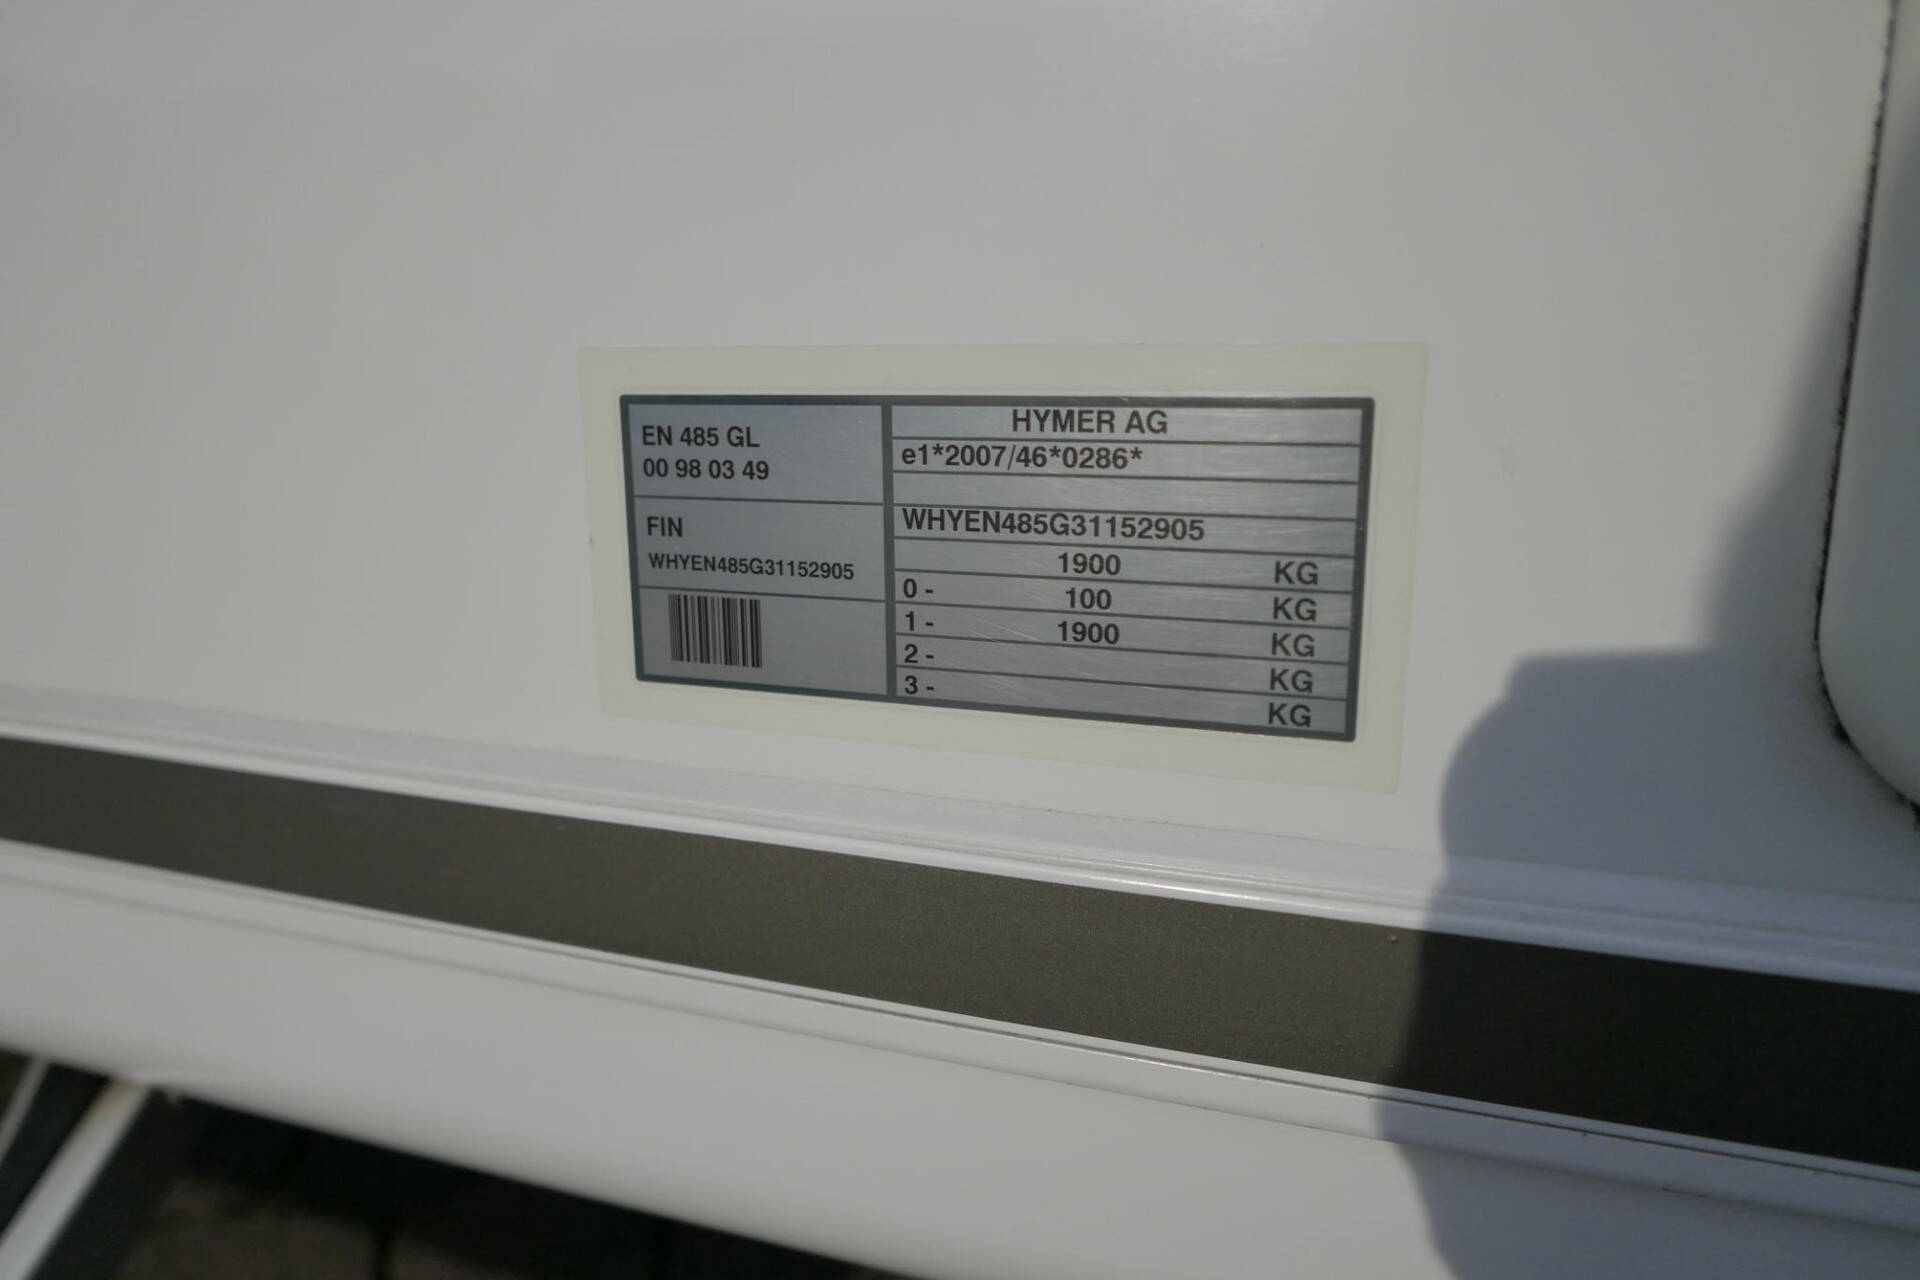 EN 485 GL
00 98 03 49
FIN
WHYEN485G31152905
HYMER AG
e1*2007/46*0286*
WHYEN485G31152905
1900 KG
0 - 100 KG
1 - 1900 KG
2 - KG
3 - KG